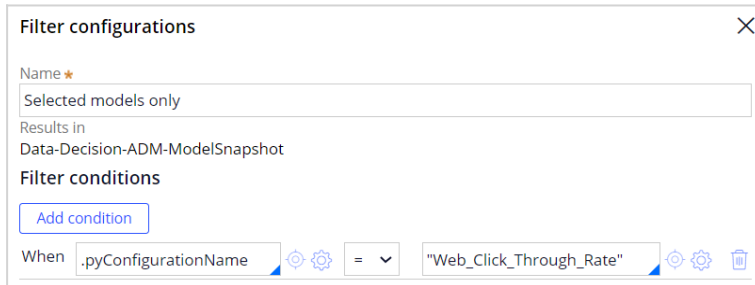 Filter configurations
Name *
Selected models only
Results in
Data-Decision-ADM-ModelSnapshot
Filter conditions
Add condition
When .pyConfigurationName = "Web_Click_Through_Rate"